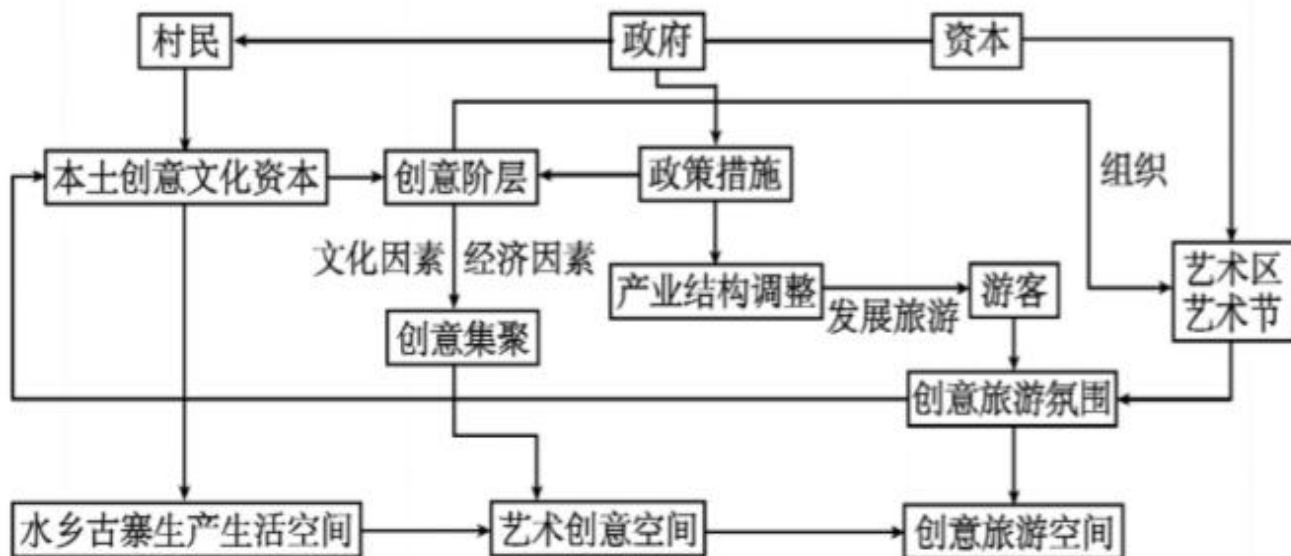 村民
政府
资本
本土创意文化资本
创意阶层
政策措施
组织
文化因素
经济因素
产业结构调整
发展旅游
游客
艺术区
艺术节
创意集聚
创意旅游氛围
水乡古寨生产生活空间
艺术创意空间
创意旅游空间